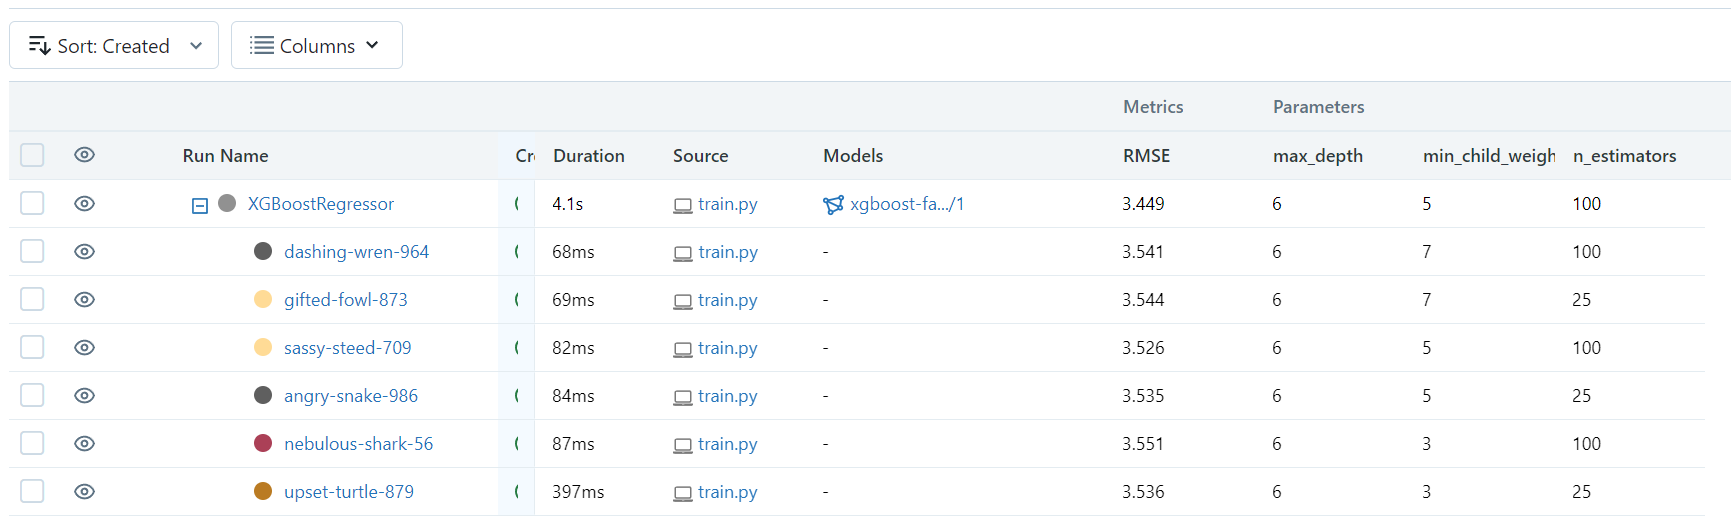 Sort: Created Columns
Metrics Parameters
Run Name Cr Duration Source Models RMSE max_depth min_child_weigh n_estimators
XGBoostRegressor 4.1s train.py xgboost-fa.../1 3.449 6 5 100
dashing-wren-964 68ms train.py - 3.541 6 7 100
gifted-fowl-873 69ms train.py - 3.544 6 7 25
sassy-steed-709 82ms train.py - 3.526 6 5 100
angry-snake-986 84ms train.py - 3.535 6 5 25
nebulous-shark-56 87ms train.py - 3.551 6 3 100
upset-turtle-879 397ms train.py - 3.536 6 3 25